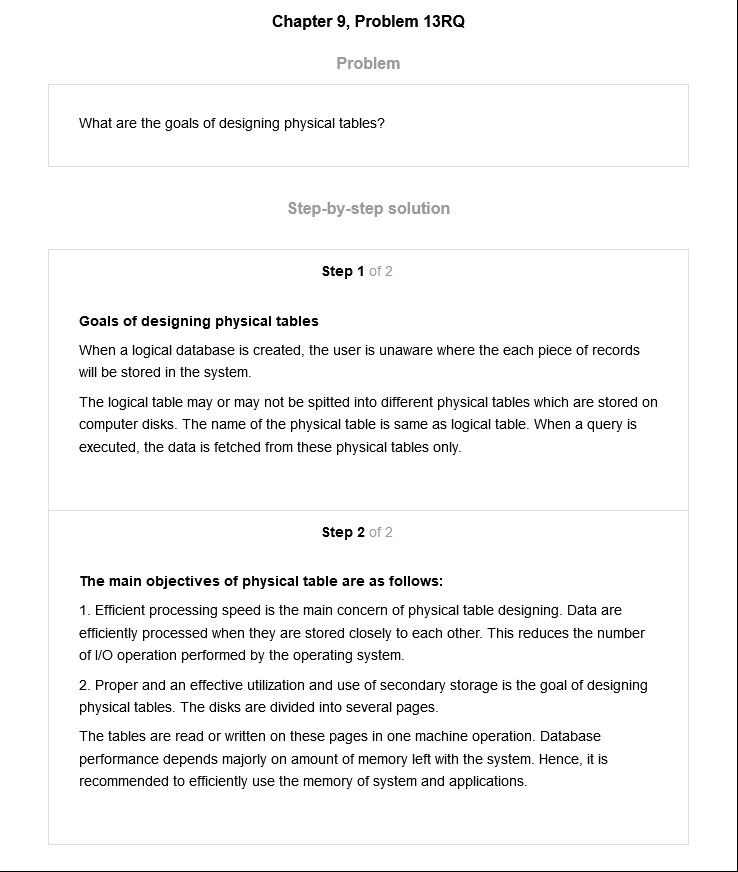 Chapter 9, Problem 13RQ
Problem
What are the goals of designing physical tables?
Step-by-step solution
Step 1 of 2
Goals of designing physical tables
When a logical database is created, the user is unaware where the each piece of records
will be stored in the system.
The logical table may or may not be spitted into different physical tables which are stored on
computer disks. The name of the physical table is same as logical table. When a query is
executed, the data is fetched from these physical tables only.
Step 2 of 2
The main objectives of physical table are as follows:
1. Efficient processing speed is the main concern of physical table designing. Data are
efficiently processed when they are stored closely to each other. This reduces the number
of I/O operation performed by the operating system.
2. Proper and an effective utilization and use of secondary storage is the goal of designing
physical tables. The disks are divided into several pages.
The tables are read or written on these pages in one machine operation. Database
performance depends majorly on amount of memory left with the system. Hence, it is
recommended to efficiently use the memory of system and applications.